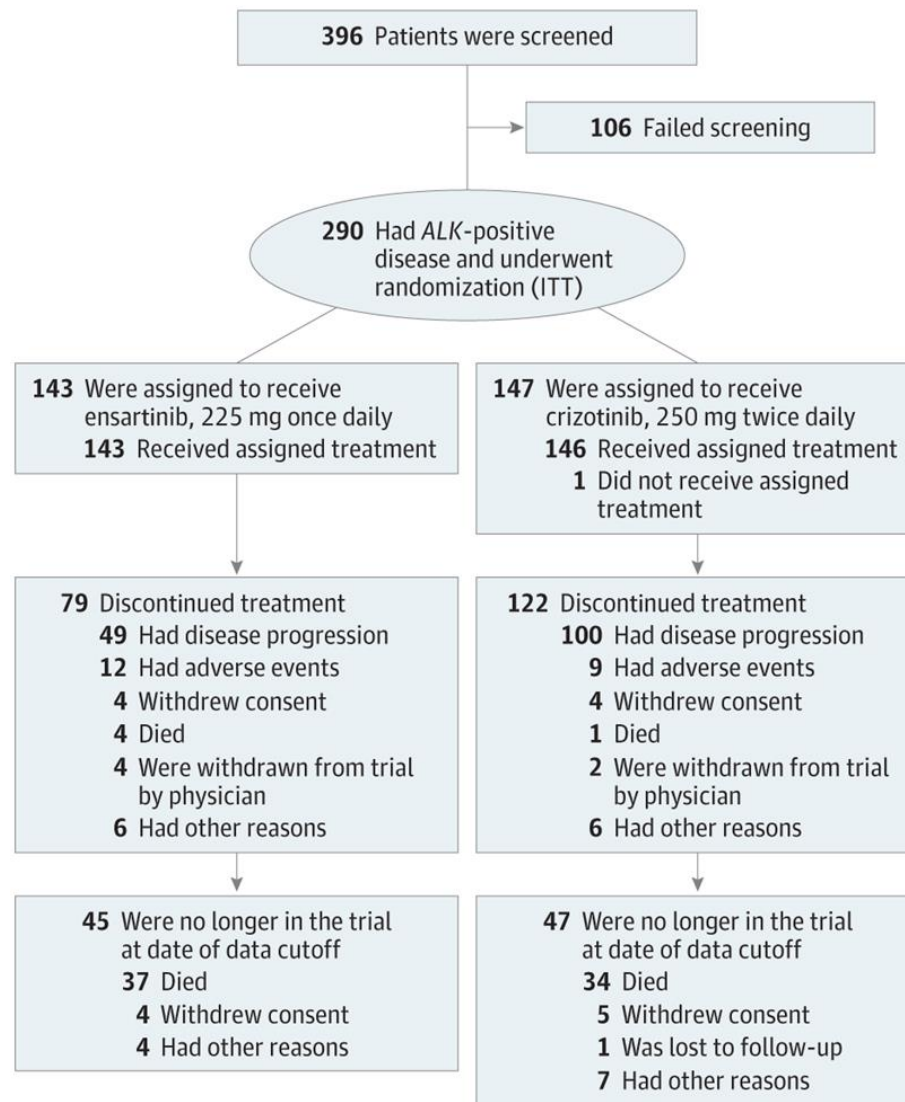 396 Patients were screened
106 Failed screening
290 Had ALK-positive
disease and underwent
randomization (ITT)
143 Were assigned to receive
ensartinib, 225 mg once daily
143 Received assigned treatment
147 Were assigned to receive
crizotinib, 250 mg twice daily
146 Received assigned treatment
1 Did not receive assigned
treatment
79 Discontinued treatment
49 Had disease progression
12 Had adverse events
4 Withdrew consent
4 Died
4 Were withdrawn from trial
by physician
6 Had other reasons
122 Discontinued treatment
100 Had disease progression
9 Had adverse events
4 Withdrew consent
1 Died
2 Were withdrawn from trial
by physician
6 Had other reasons
45 Were no longer in the trial
at date of data cutoff
37 Died
4 Withdrew consent
4 Had other reasons
47 Were no longer in the trial
at date of data cutoff
34 Died
5 Withdrew consent
1 Was lost to follow-up
7 Had other reasons